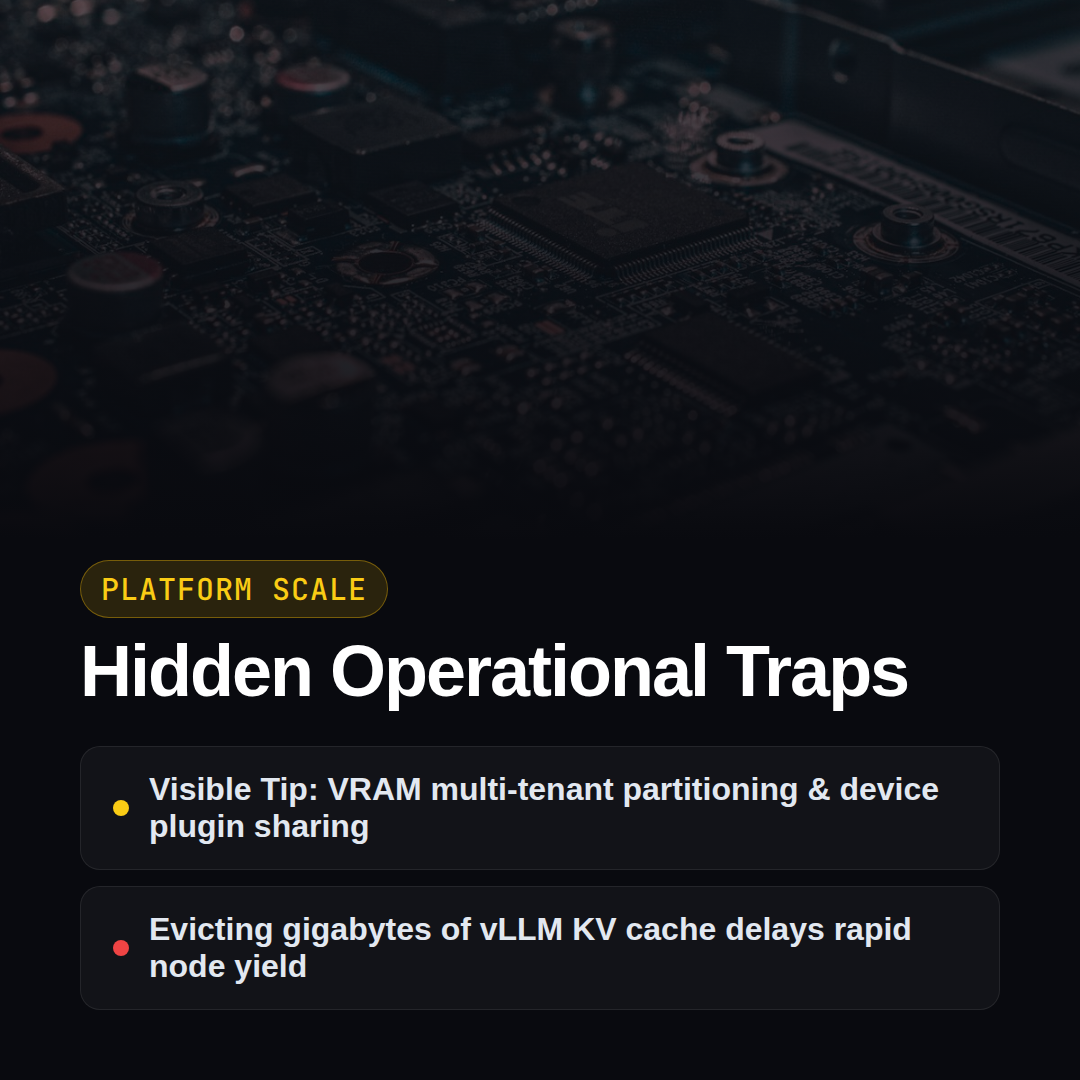 PLATFORM SCALE
Hidden Operational Traps
Visible Tip: VRAM multi-tenant partitioning & device
plugin sharing
Evicting gigabytes of vLLM KV cache delays rapid
node yield